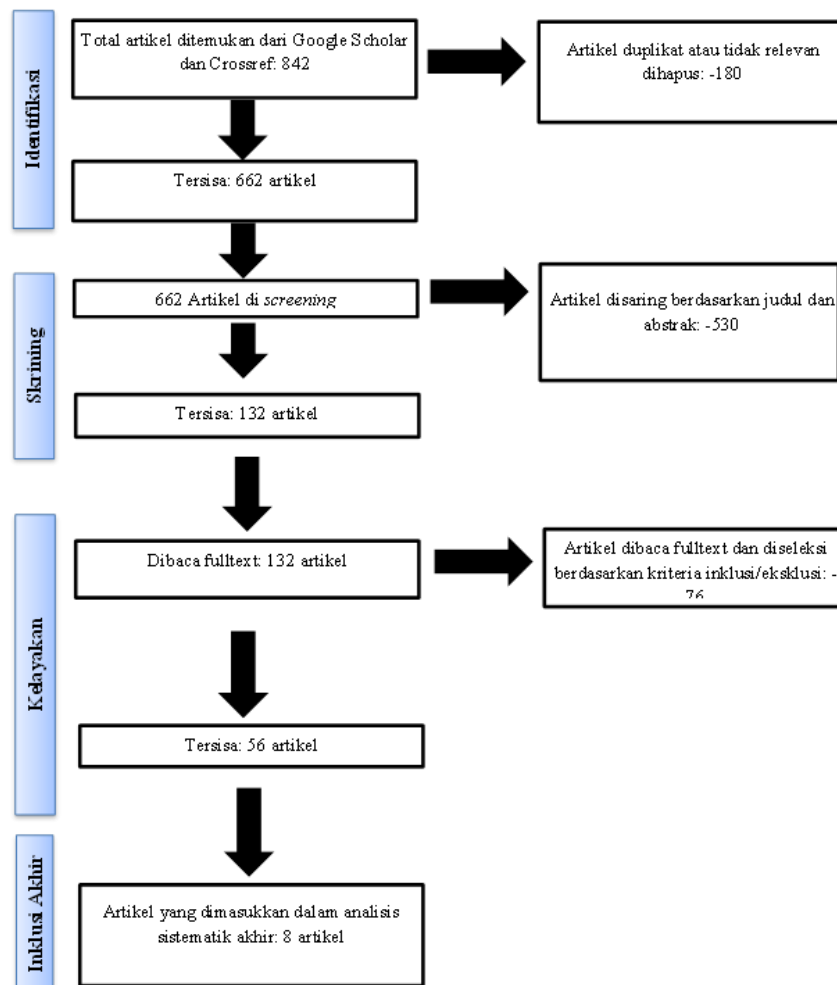 Identifikasi
Total artikel ditemukan dari Google Scholar
dan Crossref: 842
Artikel duplikat atau tidak relevan
dihapus: -180
Tersisa: 662 artikel
Skrining
662 Artikel di screening
Artikel disaring berdasarkan judul dan
abstrak: -530
Tersisa: 132 artikel
Kelayakan
Dibaca fulltext: 132 artikel
Artikel dibaca fulltext dan diseleksi
berdasarkan kriteria inklusi/eksklusi: -
76
Tersisa: 56 artikel
Inklusi Akhir
Artikel yang dimasukkan dalam analisis
sistematik akhir: 8 artikel